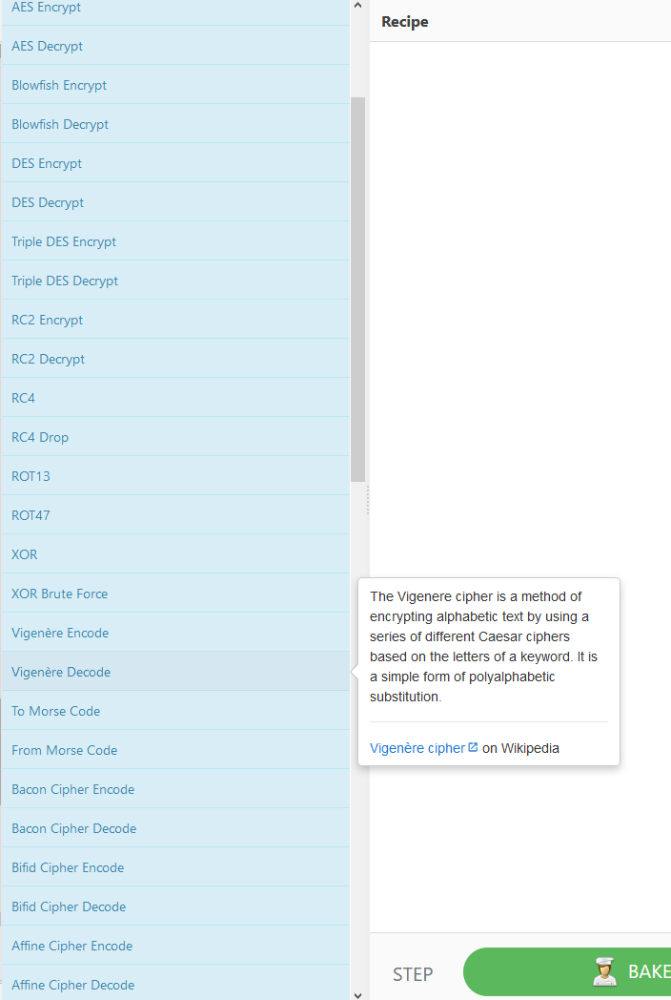 AES Encrypt
AES Decrypt
Blowfish Encrypt
Blowfish Decrypt
DES Encrypt
DES Decrypt
Triple DES Encrypt
Triple DES Decrypt
RC2 Encrypt
RC2 Decrypt
RC4
RC4 Drop
ROT13
ROT47
XOR
XOR Brute Force
Vigenère Encode
Vigenère Decode
To Morse Code
From Morse Code
Bacon Cipher Encode
Bacon Cipher Decode
Bifid Cipher Encode
Bifid Cipher Decode
Affine Cipher Encode
Affine Cipher Decode
Recipe
The Vigenere cipher is a method of
encrypting alphabetic text by using a
series of different Caesar ciphers
based on the letters of a keyword. It is
a simple form of polyalphabetic
substitution.
Vigenère cipher on Wikipedia
STEP
BAKE